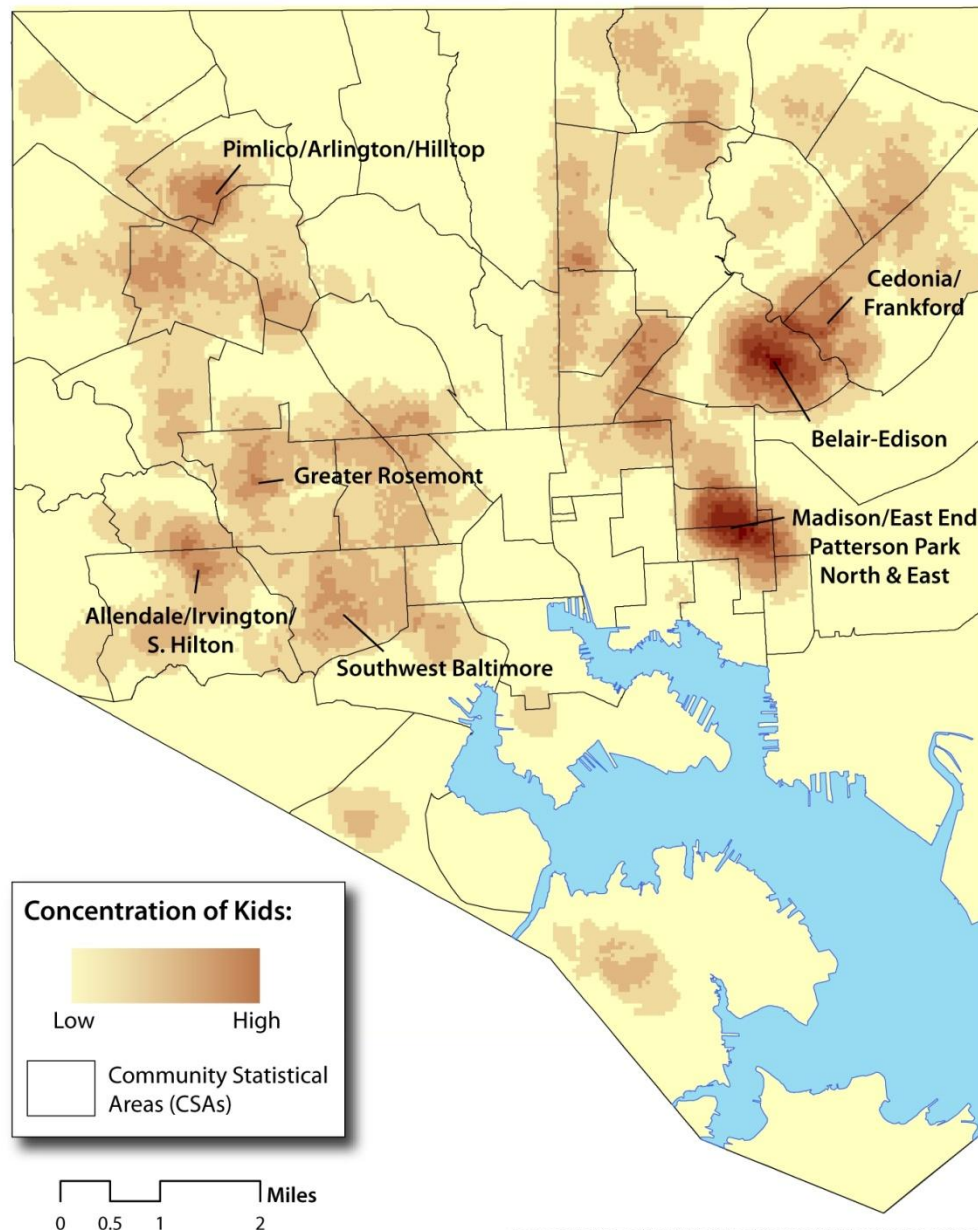 Pimlico/Arlington/Hilltop
Cedonia/
Frankford
Belair-Edison
Greater Rosemont
Madison/East End
Patterson Park
North & East
Allendale/Irvington/
S. Hilton
Southwest Baltimore
Concentration of Kids:
Low High
Community Statistical
Areas (CSAs)
Miles
0 0.5 1 2